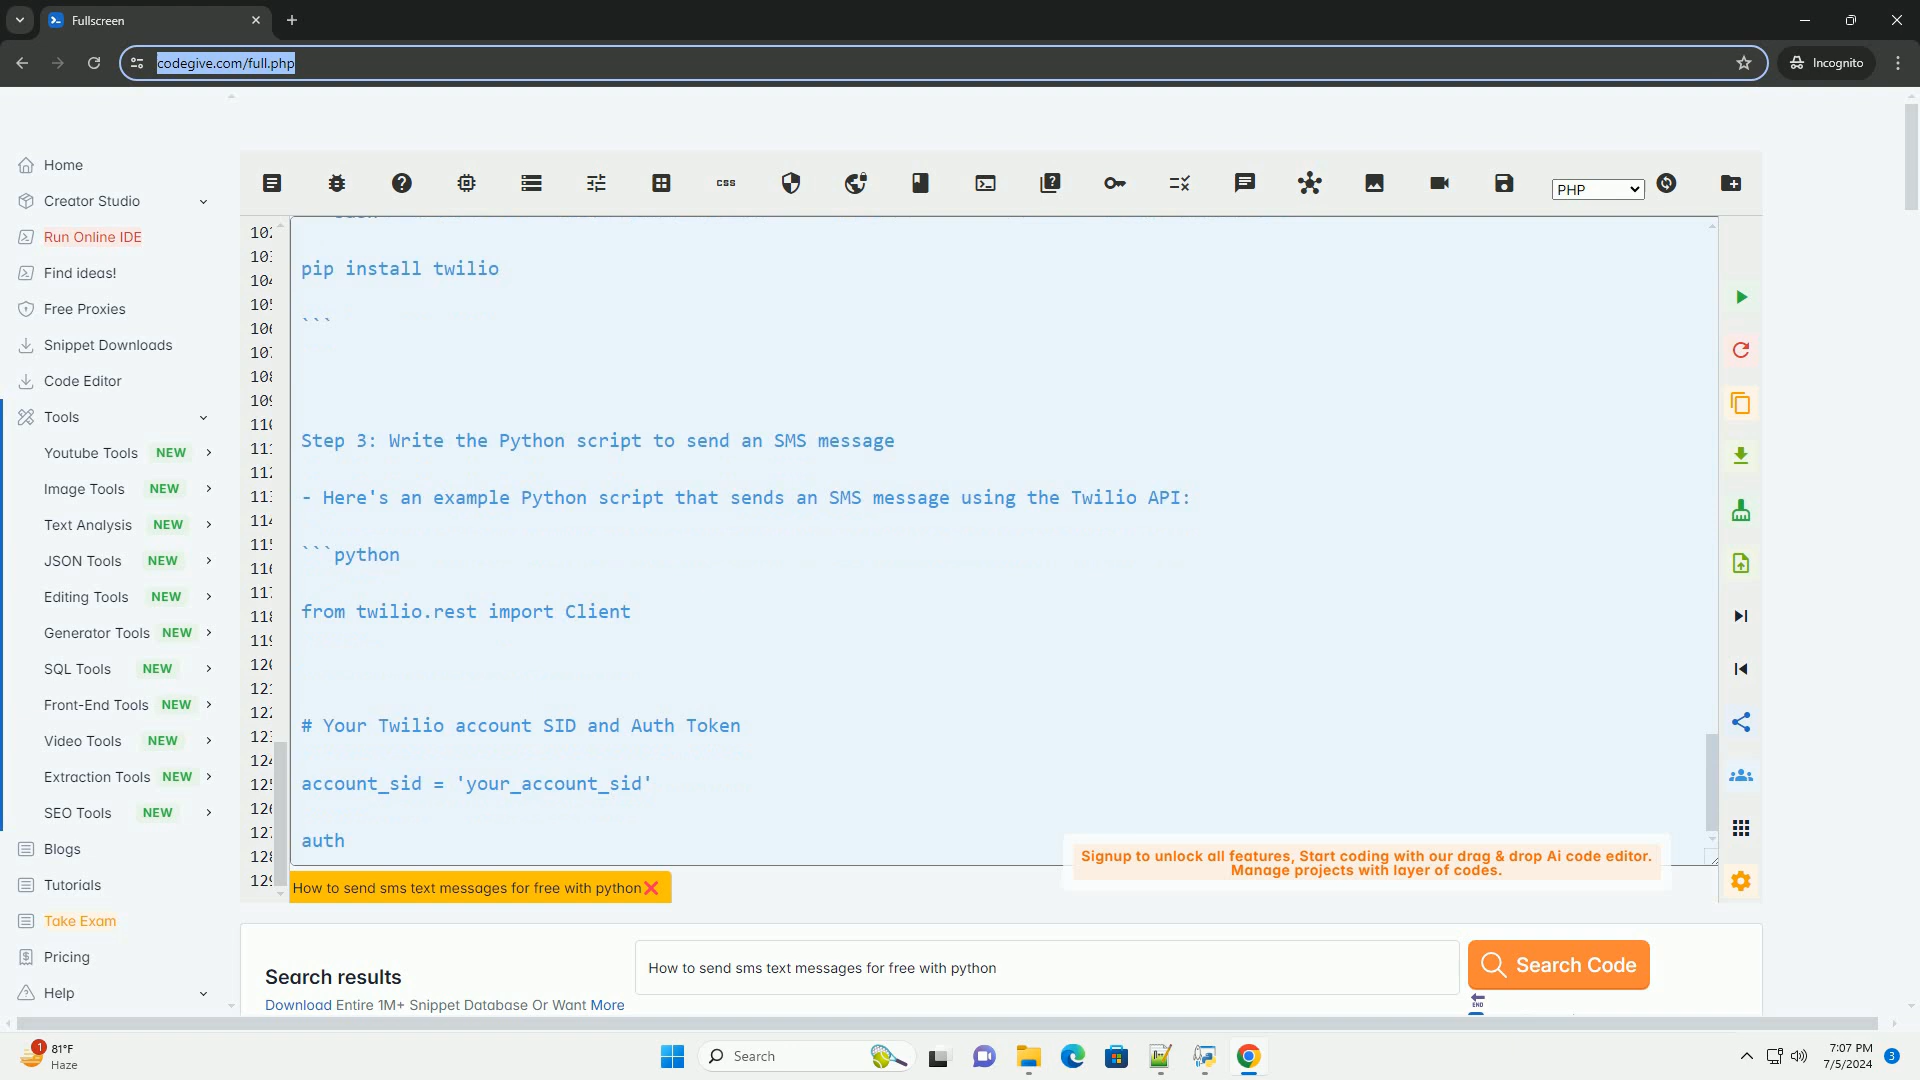 Fullscreen
codegive.com/full.php
Incognito
Home
Creator Studio
Run Online IDE
Find ideas!
Free Proxies
Snippet Downloads
Code Editor
Tools
Youtube Tools NEW
Image Tools NEW
Text Analysis NEW
JSON Tools NEW
Editing Tools NEW
Generator Tools NEW
SQL Tools NEW
Front-End Tools NEW
Video Tools NEW
Extraction Tools NEW
SEO Tools NEW
Blogs
Tutorials
Take Exam
Pricing
Help
css
PHP
pip install twilio
```
Step 3: Write the Python script to send an SMS message
- Here's an example Python script that sends an SMS message using the Twilio API:
```python
from twilio.rest import Client
# Your Twilio account SID and Auth Token
account_sid = 'your_account_sid'
auth
Signup to unlock all features, Start coding with our drag & drop Ai code editor.
Manage projects with layer of codes.
How to send sms text messages for free with python
Search results
Download Entire 1M+ Snippet Database Or Want More
How to send sms text messages for free with python
Search Code
END
1
81°F
Haze
Search
7:07 PM
7/5/2024
3